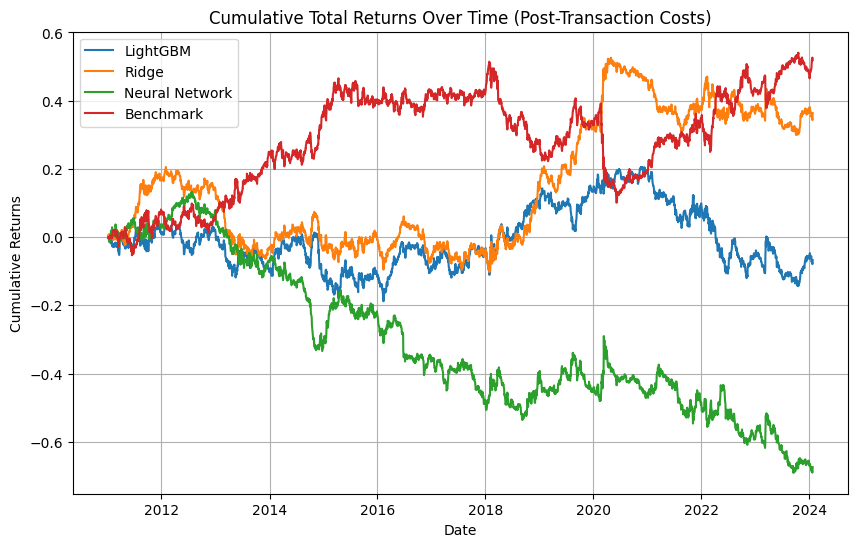 Cumulative Total Returns Over Time (Post-Transaction Costs)
LightGBM
Ridge
Neural Network
Benchmark
Cumulative Returns
0.6
0.4
0.2
0.0
−0.2
−0.4
−0.6
2012 2014 2016 2018 2020 2022 2024
Date